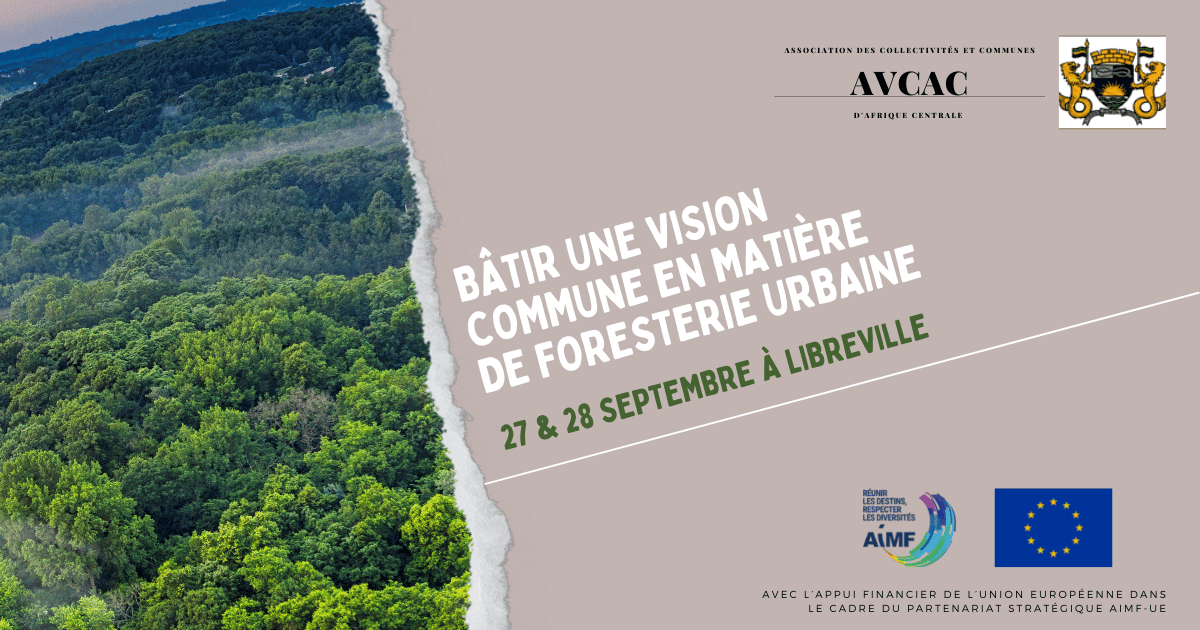 ASSOCIATION DES COLLECTIVITÉS ET COMMUNES
AVCAC
D'AFRIQUE CENTRALE
BÂTIR UNE VISION
COMMUNE EN MATIÈRE
DE FORESTERIE URBAINE
27 & 28 SEPTEMBRE À LIBREVILLE
RÉUNIR
LES DESTINS,
RESPECTER
LES DIVERSITÉS
AIMF
AVEC L'APPUI FINANCIER DE L'UNION EUROPÉENNE DANS
LE CADRE DU PARTENARIAT STRATÉGIQUE AIMF-UE